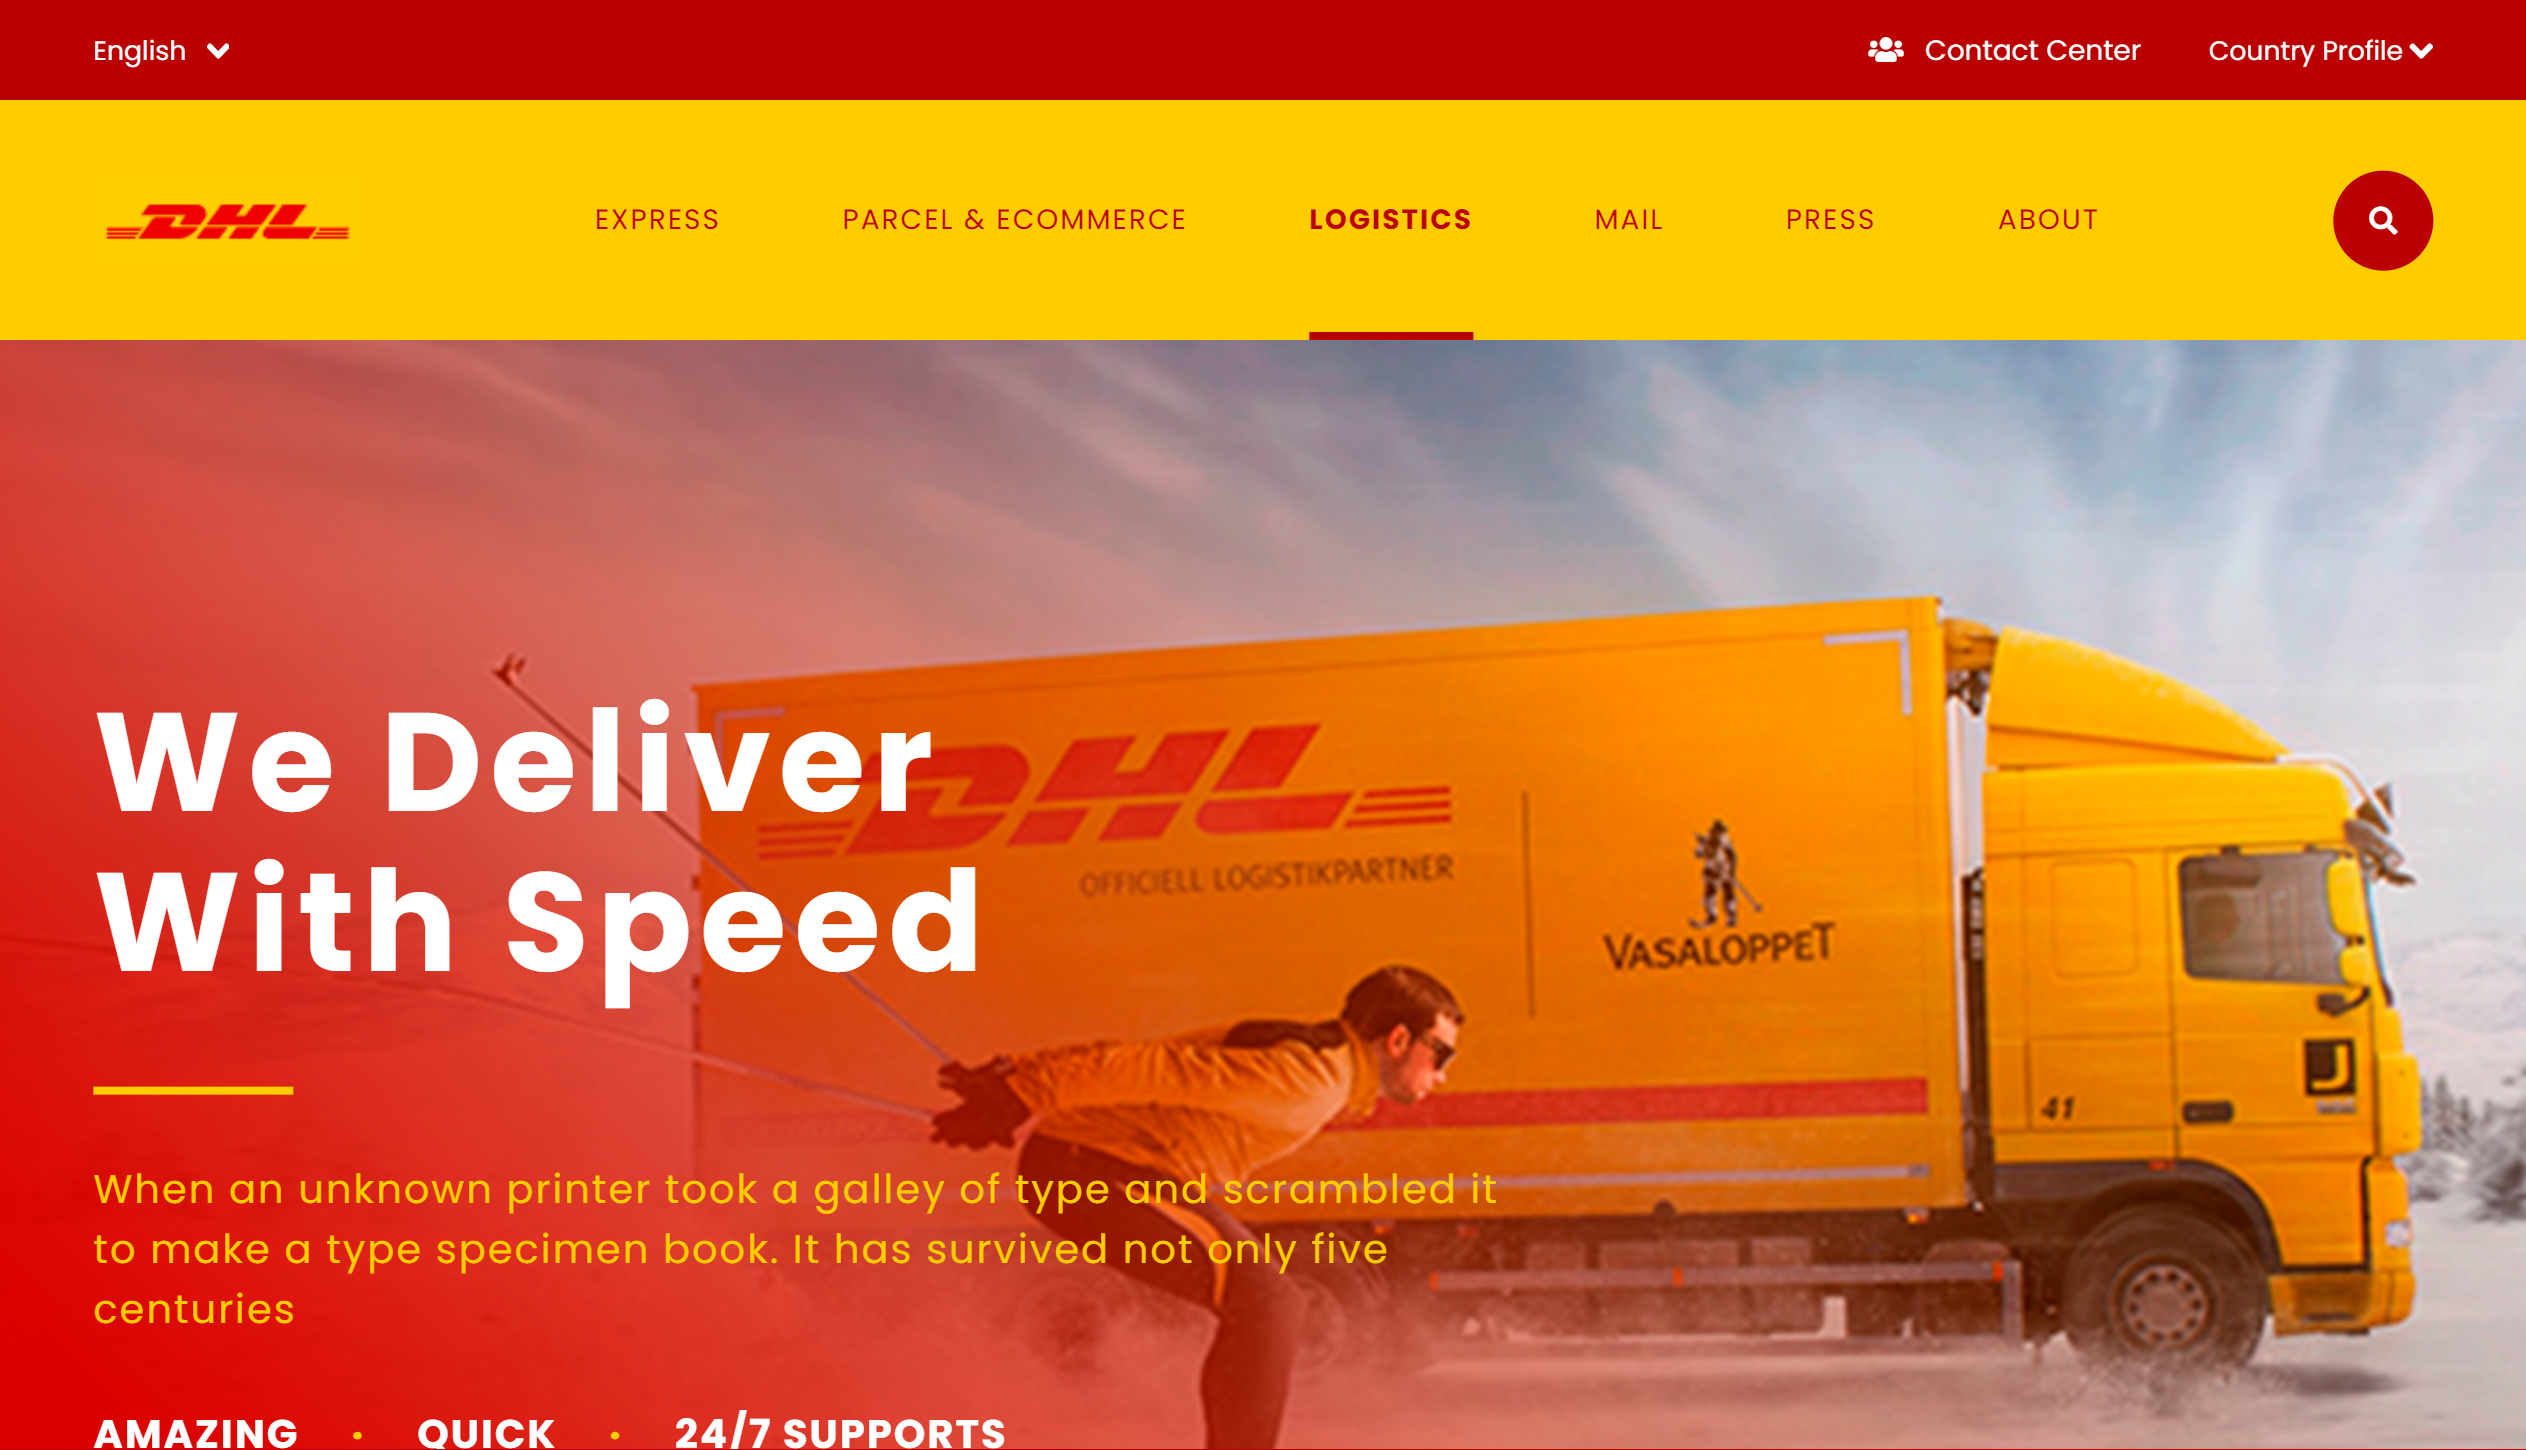 English
Contact Center
Country Profile
DHL
EXPRESS
PARCEL & ECOMMERCE
LOGISTICS
MAIL
PRESS
ABOUT
We Deliver
With Speed
DHL
OFFICIELL LOGISTIKPARTNER
VASALOPPET
41
When an unknown printer took a galley of type and scrambled it
to make a type specimen book. It has survived not only five
centuries
AMAZING · QUICK · 24/7 SUPPORTS